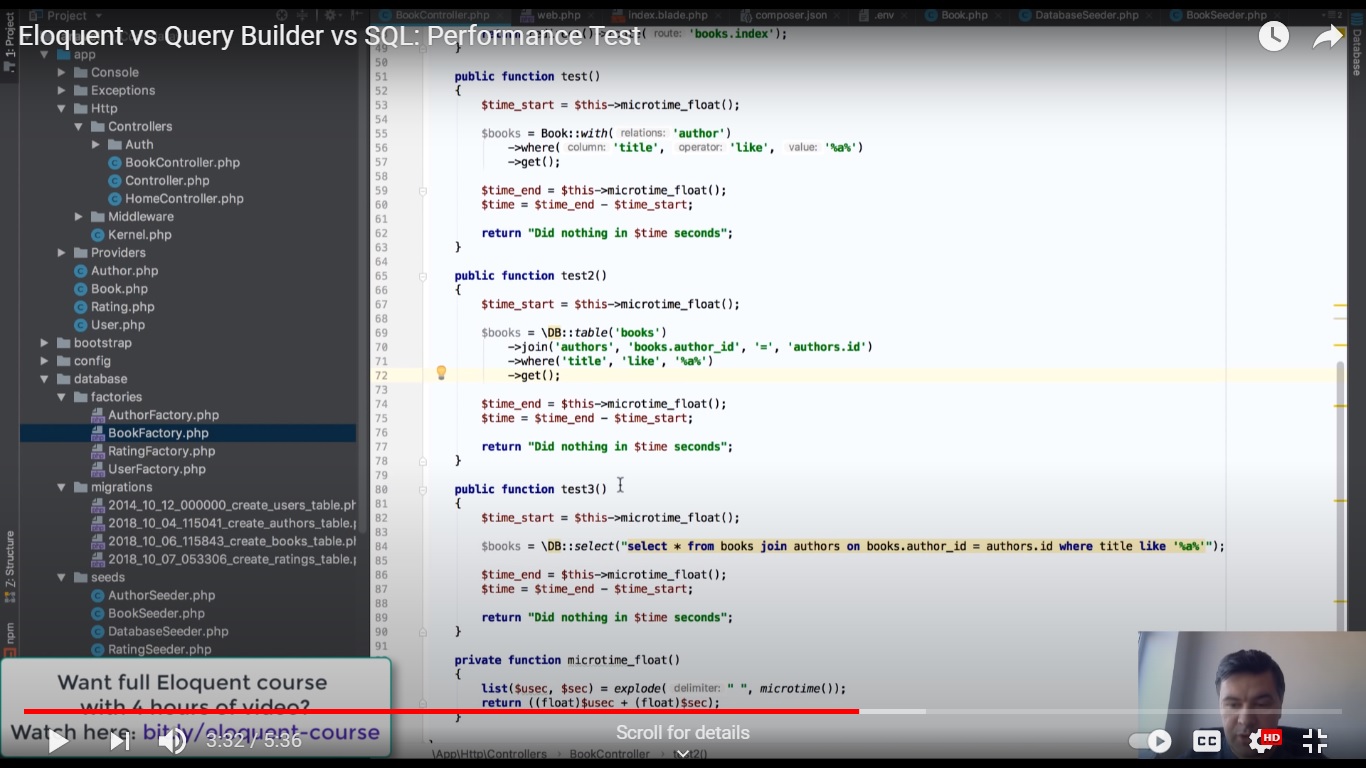 Project
BookController.php
web.php
index.blade.php
composer.json
.env
Book.php
DatabaseSeeder.php
BookSeeder.php
Eloquent vs Query Builder vs SQL: Performance Test
1: Project
Database
app
Console
Exceptions
Http
Controllers
Auth
BookController.php
Controller.php
HomeController.php
Middleware
Kernel.php
Providers
Author.php
Book.php
Rating.php
User.php
bootstrap
config
database
factories
AuthorFactory.php
BookFactory.php
RatingFactory.php
UserFactory.php
migrations
2014_10_12_000000_create_users_table.ph
2018_10_04_115041_create_authors_table.p
2018_10_06_115843_create_books_table.ph
2018_10_07_053306_create_ratings_table.p
seeds
AuthorSeeder.php
BookSeeder.php
DatabaseSeeder.php
RatingSeeder.php
Z: Structure
npm
( route: 'books.index');
49 }
50
51 public function test()
52 {
53 $time_start = $this->microtime_float();
54
55 $books = Book::with( relations: 'author')
56 ->where( column: 'title', operator: 'like', value: '%a%')
57 ->get();
58
59 $time_end = $this->microtime_float();
60 $time = $time_end - $time_start;
61
62 return "Did nothing in $time seconds";
63 }
64
65 public function test2()
66 {
67 $time_start = $this->microtime_float();
68
69 $books = \DB::table('books')
70 ->join('authors', 'books.author_id', '=', 'authors.id')
71 ->where('title', 'like', '%a%')
72 ->get();
73
74 $time_end = $this->microtime_float();
75 $time = $time_end - $time_start;
76
77 return "Did nothing in $time seconds";
78 }
79
80 public function test3()
81 {
82 $time_start = $this->microtime_float();
83
84 $books = \DB::select("select * from books join authors on books.author_id = authors.id where title like '%a%'");
85
86 $time_end = $this->microtime_float();
87 $time = $time_end - $time_start;
88
89 return "Did nothing in $time seconds";
90 }
91
private function microtime_float()
{
list($usec, $sec) = explode( delimiter: " ", microtime());
return ((float)$usec + (float)$sec);
}
Want full Eloquent course
with 4 hours of video?
Watch here: bit.ly/eloquent-course
3:32 / 5:36
Scroll for details
CC
HD
\App\Http\Controllers
BookController
test2()